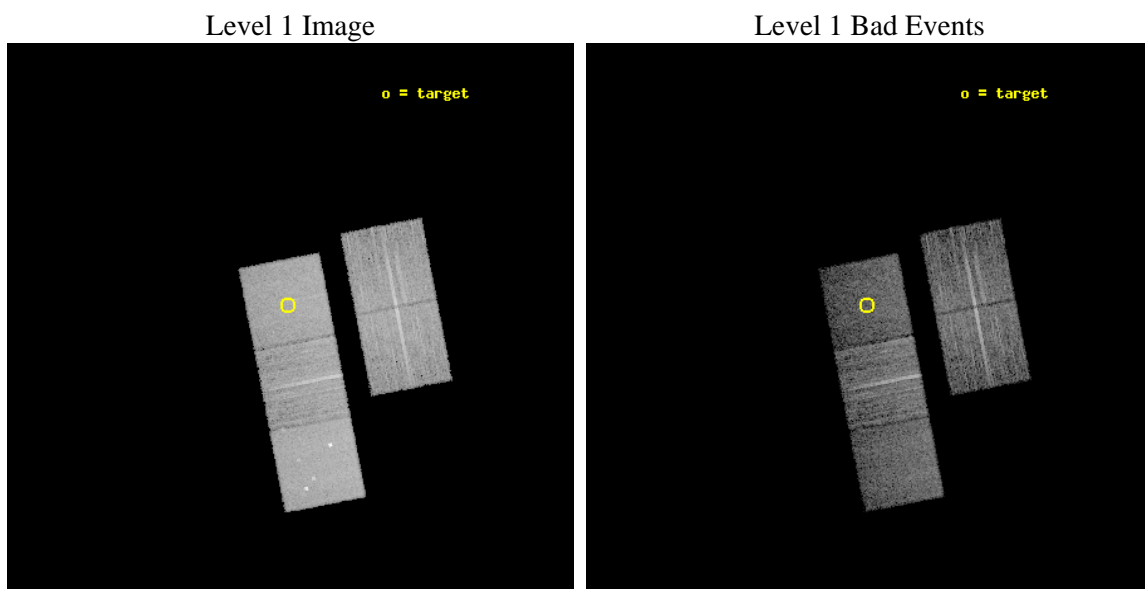 Level 1 Image
Level 1 Bad Events
o = target
o = target